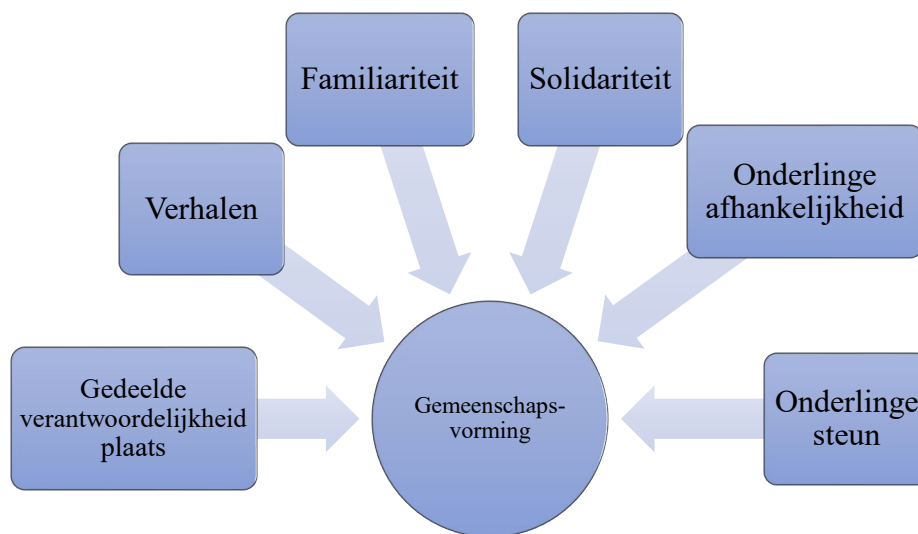 Familiariteit
Solidariteit
Verhalen
Onderlinge
afhankelijkheid
Gedeelde
verantwoordelijkheid
plaats
Gemeenschaps-
vorming
Onderlinge
steun